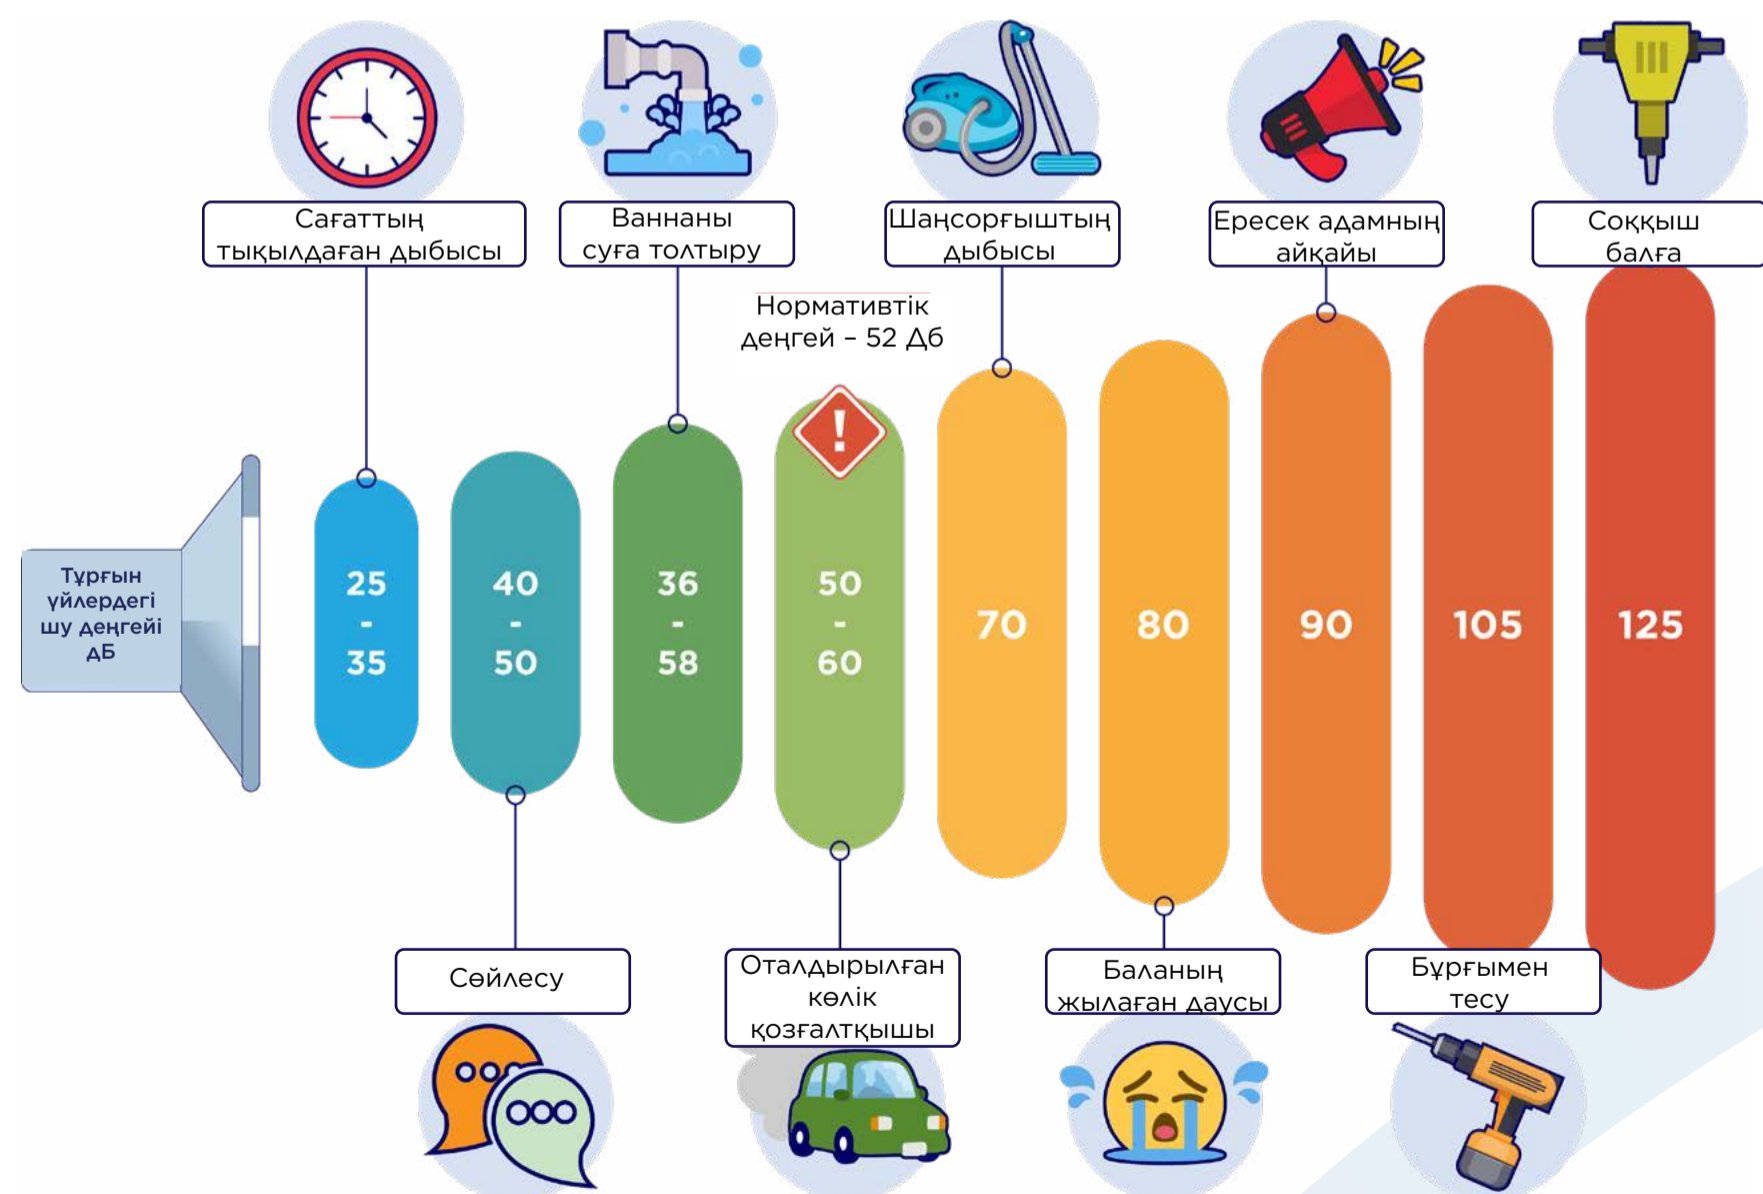 Сағаттың
тықылдаған дыбысы
Ваннаны
суға толтыру
Шаңсорғыштың
дыбысы
Ересек адамның
айқайы
Соққыш
балға
Нормативтік
деңгей – 52 Дб
Тұрғын
үйлердегі
шу деңгейі
дБ
25
-
35
40
-
50
36
-
58
!
50
-
60
70
80
90
105
125
Сөйлесу
Оталдырылған
көлік
қозғалтқышы
Баланың
жылаған даусы
Бұрғымен
тесу